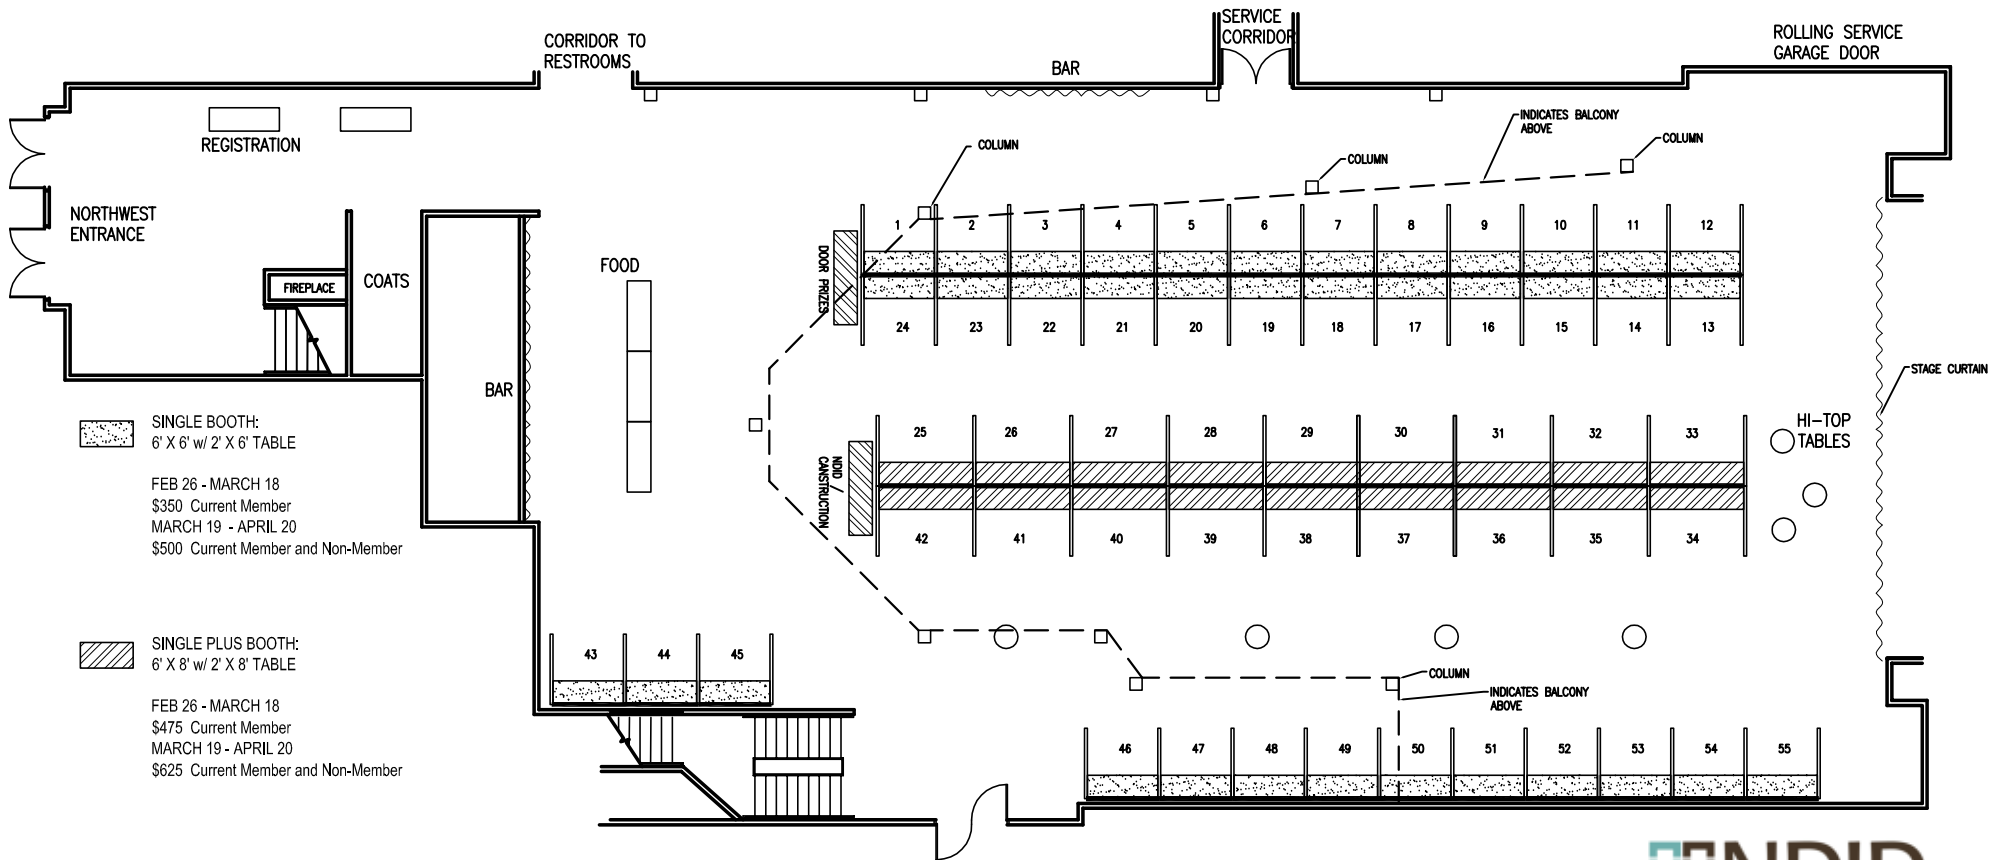 SERVICE
CORRIDOR
ROLLING SERVICE
GARAGE DOOR
CORRIDOR TO
RESTROOMS
BAR
INDICATES BALCONY
ABOVE
REGISTRATION
COLUMN
COLUMN
COLUMN
NORTHWEST
ENTRANCE
1 2 3 4 5 6 7 8 9 10 11 12
DOOR PRIZES
FOOD
FIREPLACE
COATS
24 23 22 21 20 19 18 17 16 15 14 13
STAGE CURTAIN
BAR
HI-TOP
TABLES
25 26 27 28 29 30 31 32 33
NDID
CANSTRUCTION
42 41 40 39 38 37 36 35 34
SINGLE BOOTH:
6' X 6' w/ 2' X 6' TABLE
FEB 26 - MARCH 18
$350 Current Member
MARCH 19 - APRIL 20
$500 Current Member and Non-Member
SINGLE PLUS BOOTH:
6' X 8' w/ 2' X 8' TABLE
FEB 26 - MARCH 18
$475 Current Member
MARCH 19 - APRIL 20
$625 Current Member and Non-Member
43 44 45
COLUMN
INDICATES BALCONY
ABOVE
46 47 48 49 50 51 52 53 54 55
NDID